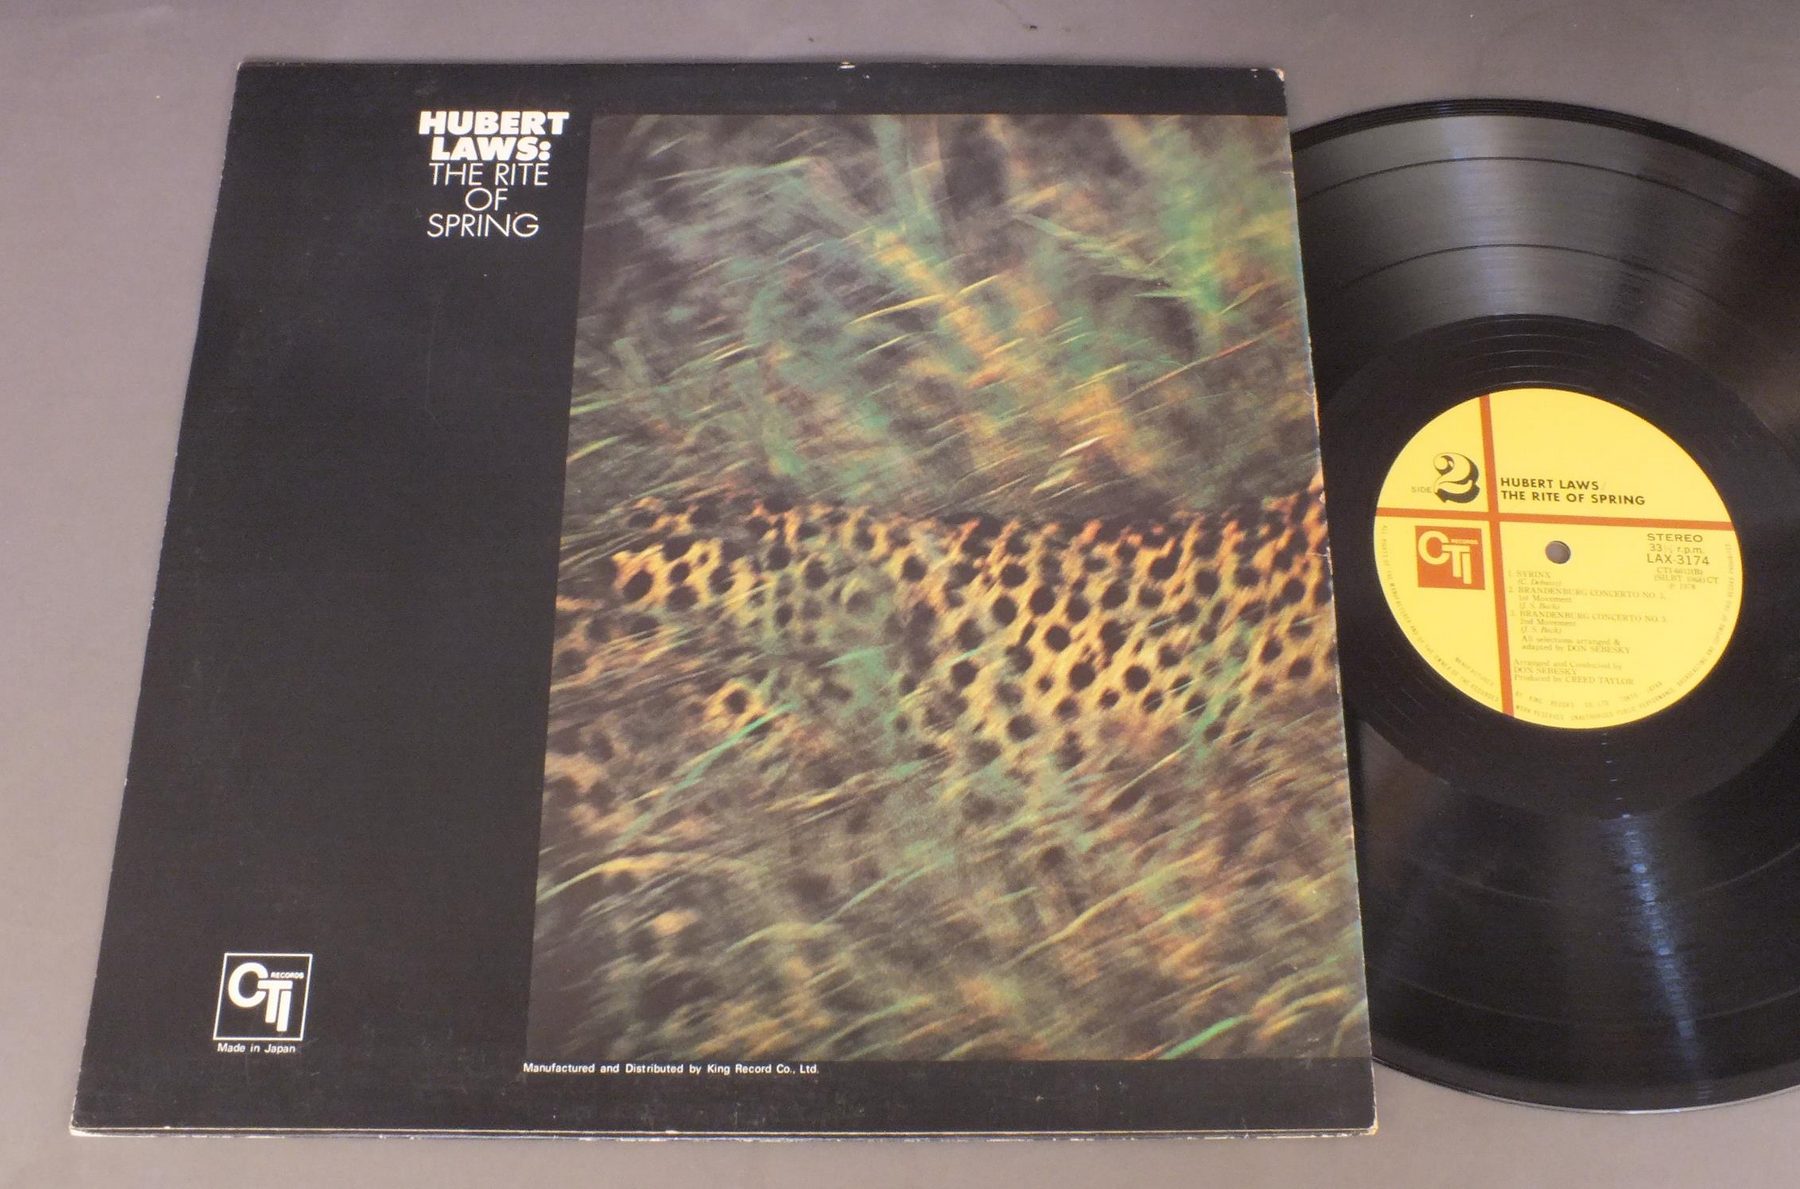 HUBERT
LAWS:
THE RITE
OF
SPRING
CTI RECORDS
Made in Japan
Manufactured and Distributed by King Record Co., Ltd.
SIDE 2
HUBERT LAWS/
THE RITE OF SPRING
CTI RECORDS
STEREO
33⅓ r.p.m.
LAX-3174
1. SYRINX
(C. Debussy)
2. BRANDENBURG CONCERTO NO. 3,
1st Movement
(J. S. Bach)
3. BRANDENBURG CONCERTO NO. 3,
2nd Movement
(J. S. Bach)
All selections arranged &
adapted by DON SEBESKY
Arranged and Conducted by
DON SEBESKY
Produced by CREED TAYLOR